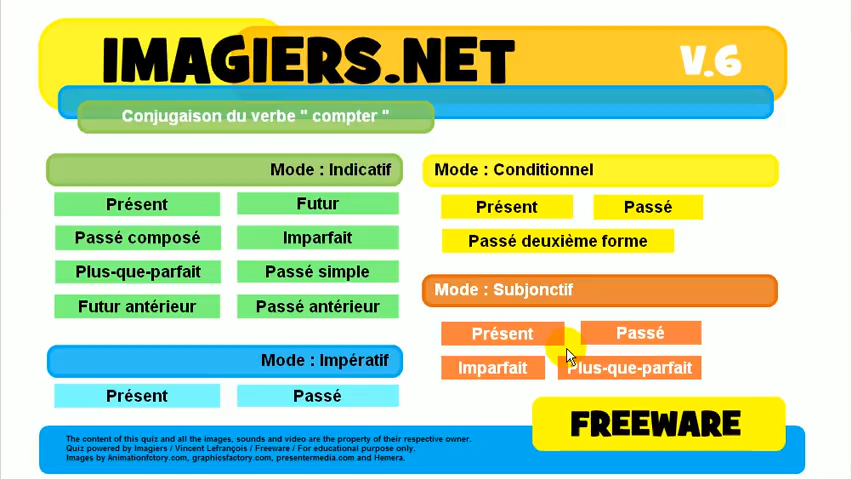 IMAGIERS.NET
V.6
Conjugaison du verbe " compter "
Mode : Indicatif
Présent
Futur
Passé composé
Imparfait
Plus-que-parfait
Passé simple
Futur antérieur
Passé antérieur
Mode : Impératif
Présent
Passé
Mode : Conditionnel
Présent
Passé
Passé deuxième forme
Mode : Subjonctif
Présent
Passé
Imparfait
Plus-que-parfait
FREEWARE
The content of this quiz and all the images, sounds and video are the property of their respective owner.
Quiz powered by Imagiers / Vincent Lefrançois / Freeware / For educational purpose only.
Images by Animationfctory.com, graphicsfactory.com, presentermedia.com and Hemera.